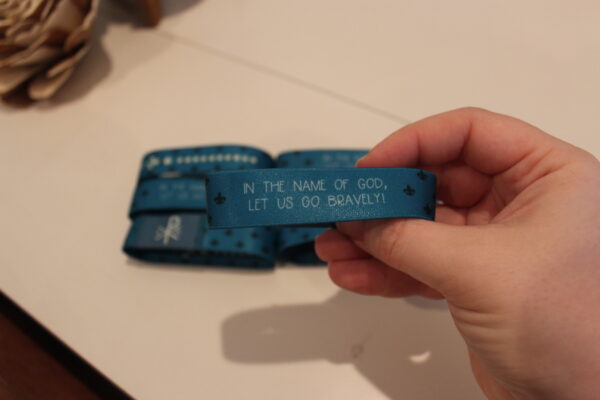 IN THE NAME OF GOD,
LET US GO BRAVELY!